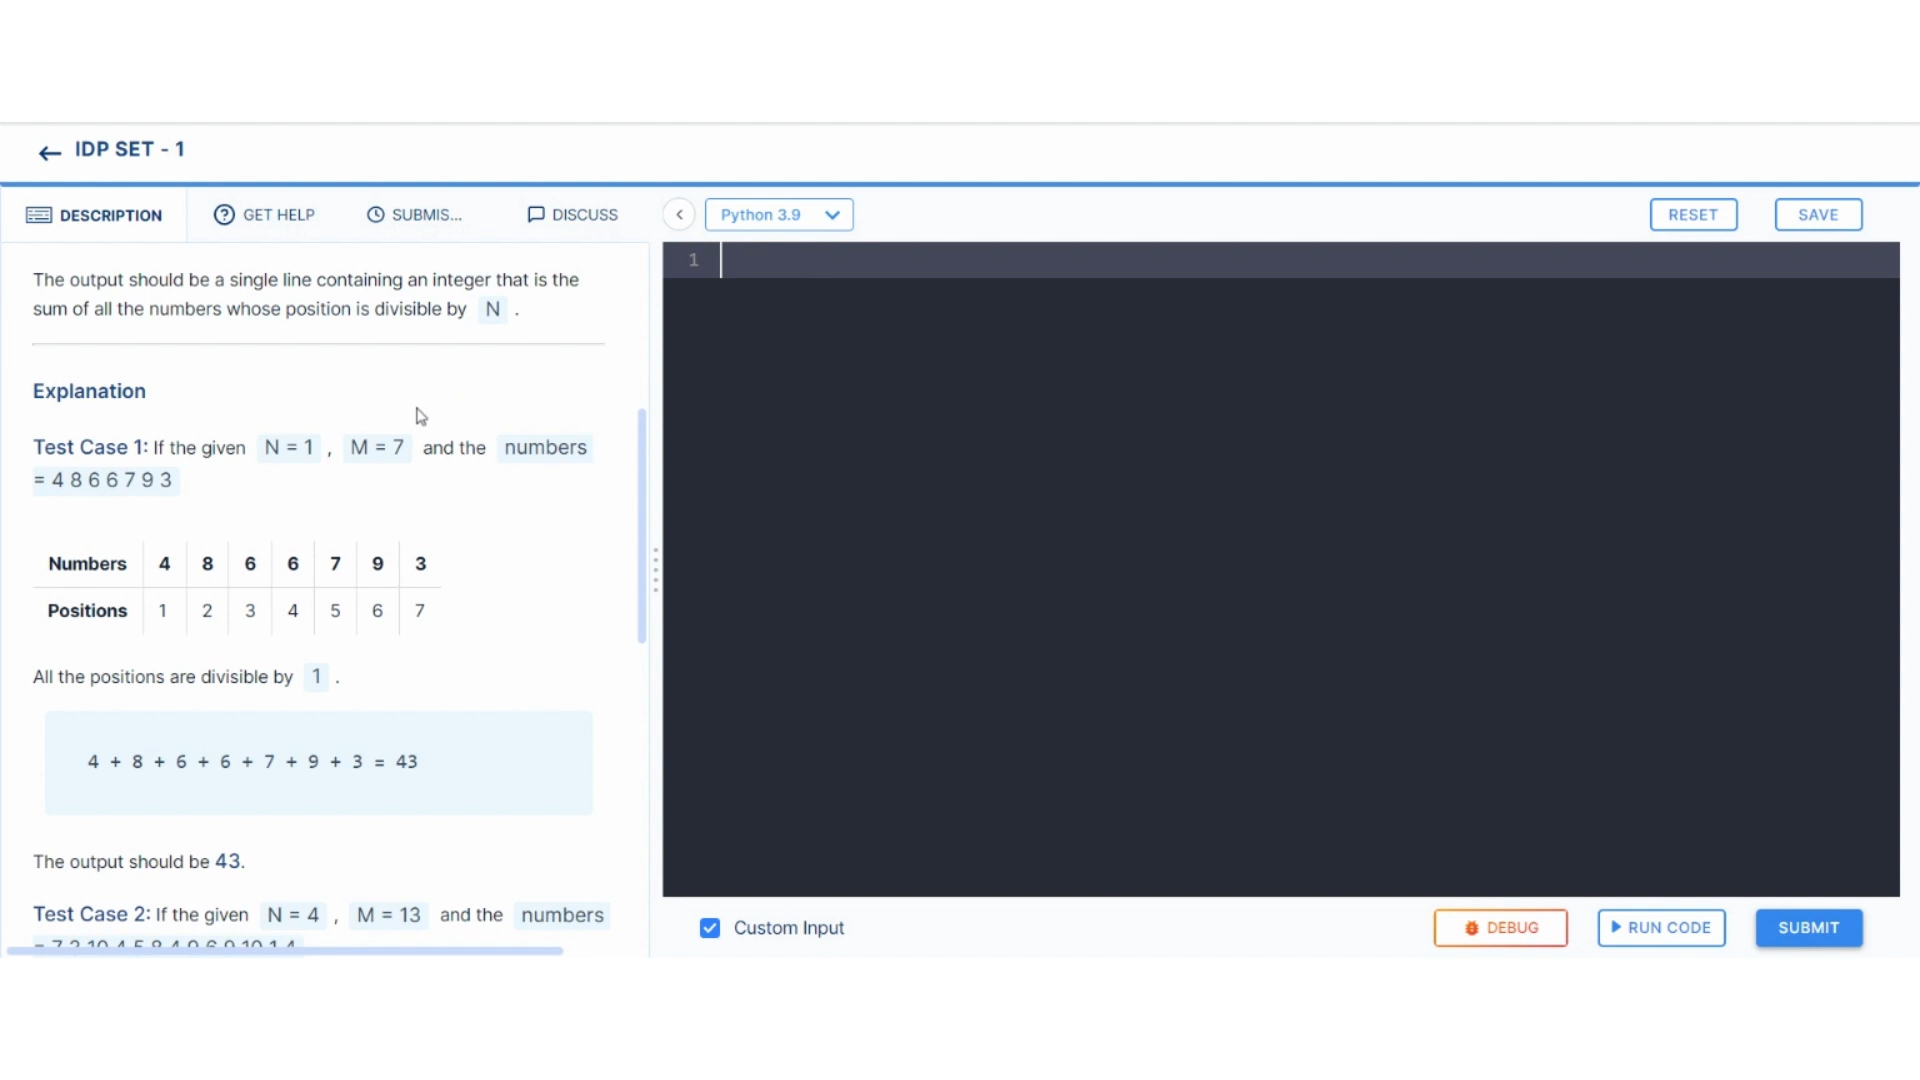 IDP SET - 1
DESCRIPTION
GET HELP
SUBMIS...
DISCUSS
Python 3.9
RESET
SAVE
The output should be a single line containing an integer that is the
sum of all the numbers whose position is divisible by N .
Explanation
Test Case 1: If the given N = 1 , M = 7 and the numbers
= 4 8 6 6 7 9 3
Numbers 4 8 6 6 7 9 3
Positions 1 2 3 4 5 6 7
All the positions are divisible by 1 .
4 + 8 + 6 + 6 + 7 + 9 + 3 = 43
The output should be 43.
Test Case 2: If the given N = 4 , M = 13 and the numbers
1
Custom Input
DEBUG
RUN CODE
SUBMIT